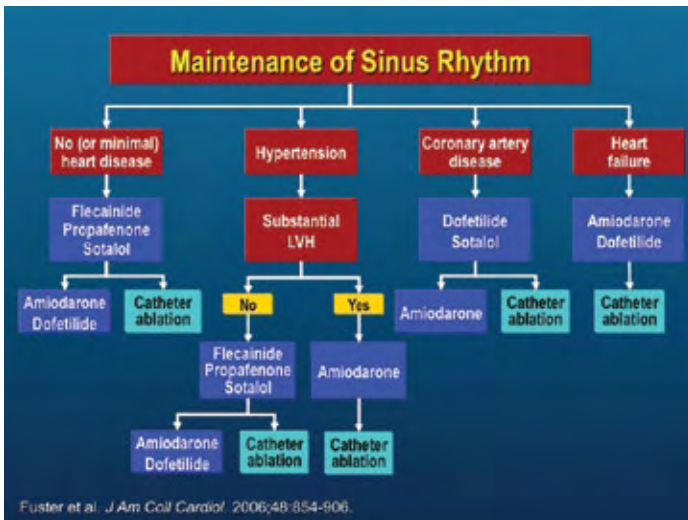 Maintenance of Sinus Rhythm
No (or minimal)
heart disease
Hypertension
Coronary artery
disease
Heart
failure
Flecainide
Propafenone
Sotalol
Substantial
LVH
Dofetilide
Sotalol
Amiodarone
Dofetilide
Amiodarone
Dofetilide
Catheter
ablation
No
Yes
Amiodarone
Catheter
ablation
Catheter
ablation
Flecainide
Propafenone
Sotalol
Amiodarone
Amiodarone
Dofetilide
Catheter
ablation
Catheter
ablation
Fuster et al. J Am Coll Cardiol. 2006;48:854-906.